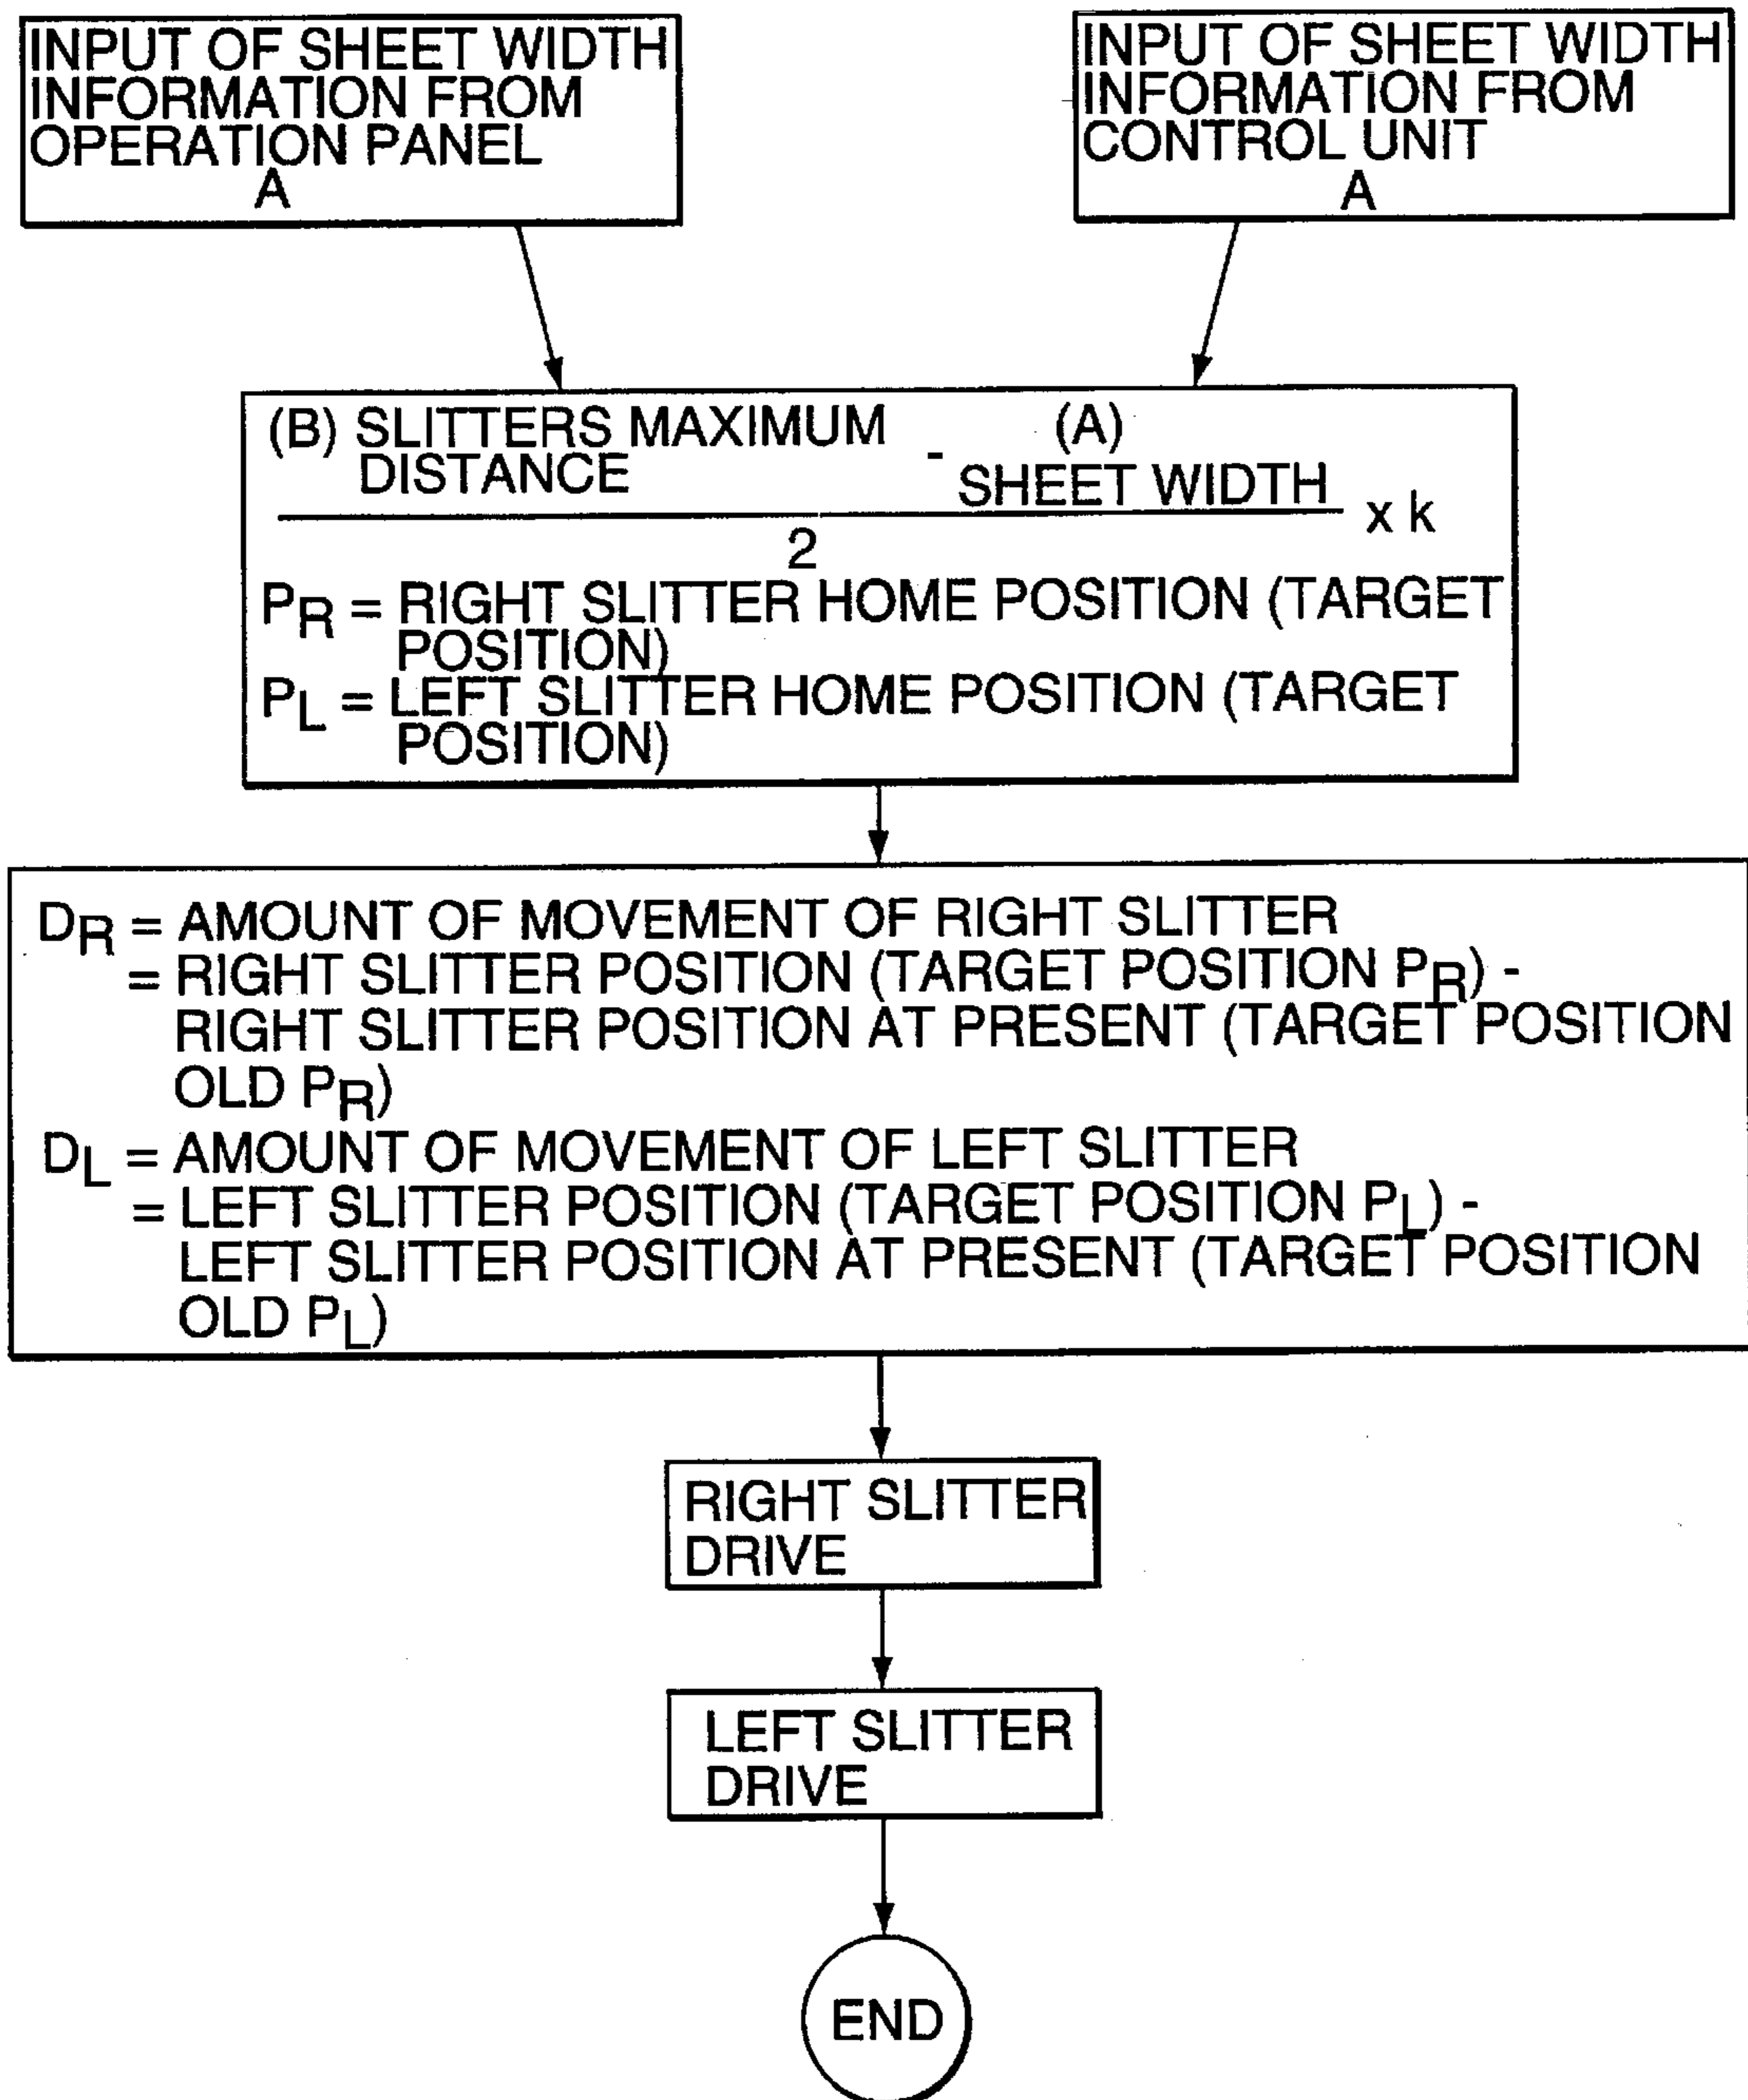 INPUT OF SHEET WIDTH
INFORMATION FROM
OPERATION PANEL
A
INPUT OF SHEET WIDTH
INFORMATION FROM
CONTROL UNIT
A
(B) SLITTERS MAXIMUM - (A)
DISTANCE SHEET WIDTH
x k
2
PR = RIGHT SLITTER HOME POSITION (TARGET
POSITION)
PL = LEFT SLITTER HOME POSITION (TARGET
POSITION)
DR = AMOUNT OF MOVEMENT OF RIGHT SLITTER
= RIGHT SLITTER POSITION (TARGET POSITION PR) -
RIGHT SLITTER POSITION AT PRESENT (TARGET POSITION
OLD PR)
DL = AMOUNT OF MOVEMENT OF LEFT SLITTER
= LEFT SLITTER POSITION (TARGET POSITION PL) -
LEFT SLITTER POSITION AT PRESENT (TARGET POSITION
OLD PL)
RIGHT SLITTER
DRIVE
LEFT SLITTER
DRIVE
END